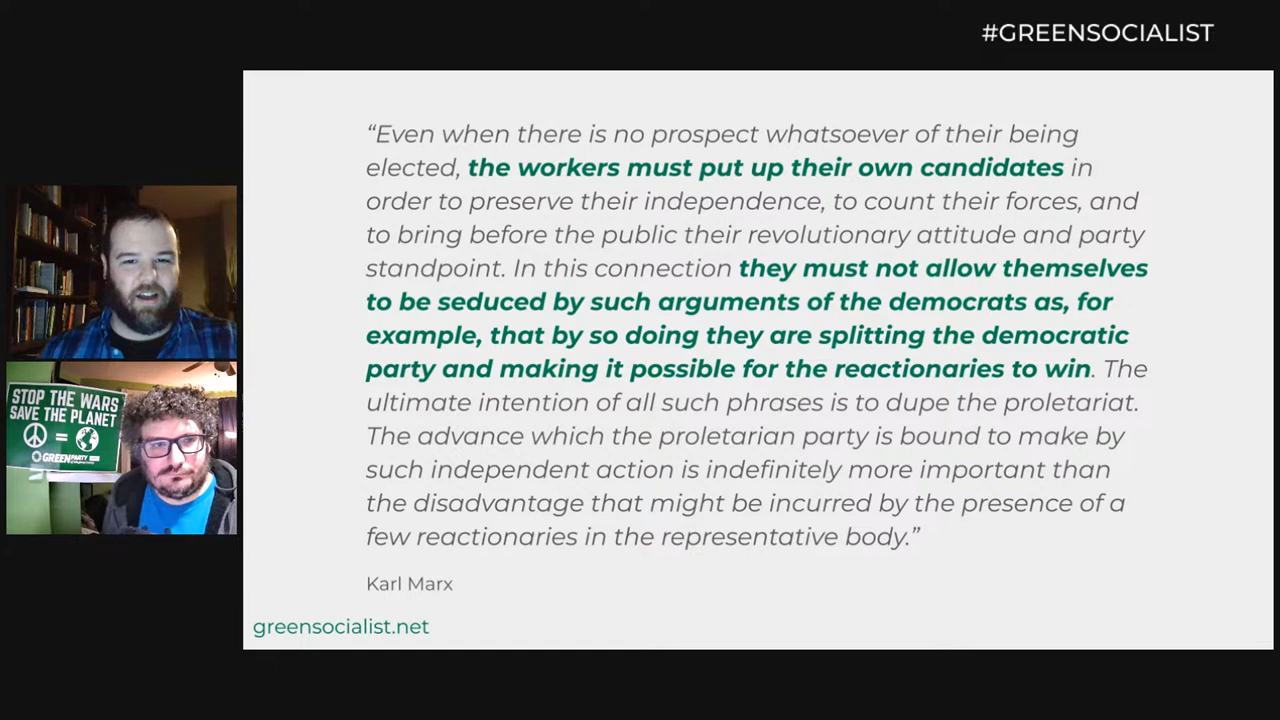 #GREENSOCIALIST
“Even when there is no prospect whatsoever of their being
elected, the workers must put up their own candidates in
order to preserve their independence, to count their forces, and
to bring before the public their revolutionary attitude and party
standpoint. In this connection they must not allow themselves
to be seduced by such arguments of the democrats as, for
example, that by so doing they are splitting the democratic
party and making it possible for the reactionaries to win. The
ultimate intention of all such phrases is to dupe the proletariat.
The advance which the proletarian party is bound to make by
such independent action is indefinitely more important than
the disadvantage that might be incurred by the presence of a
few reactionaries in the representative body.”
Karl Marx
greensocialist.net
STOP THE WARS
SAVE THE PLANET
=
GREENPARTY